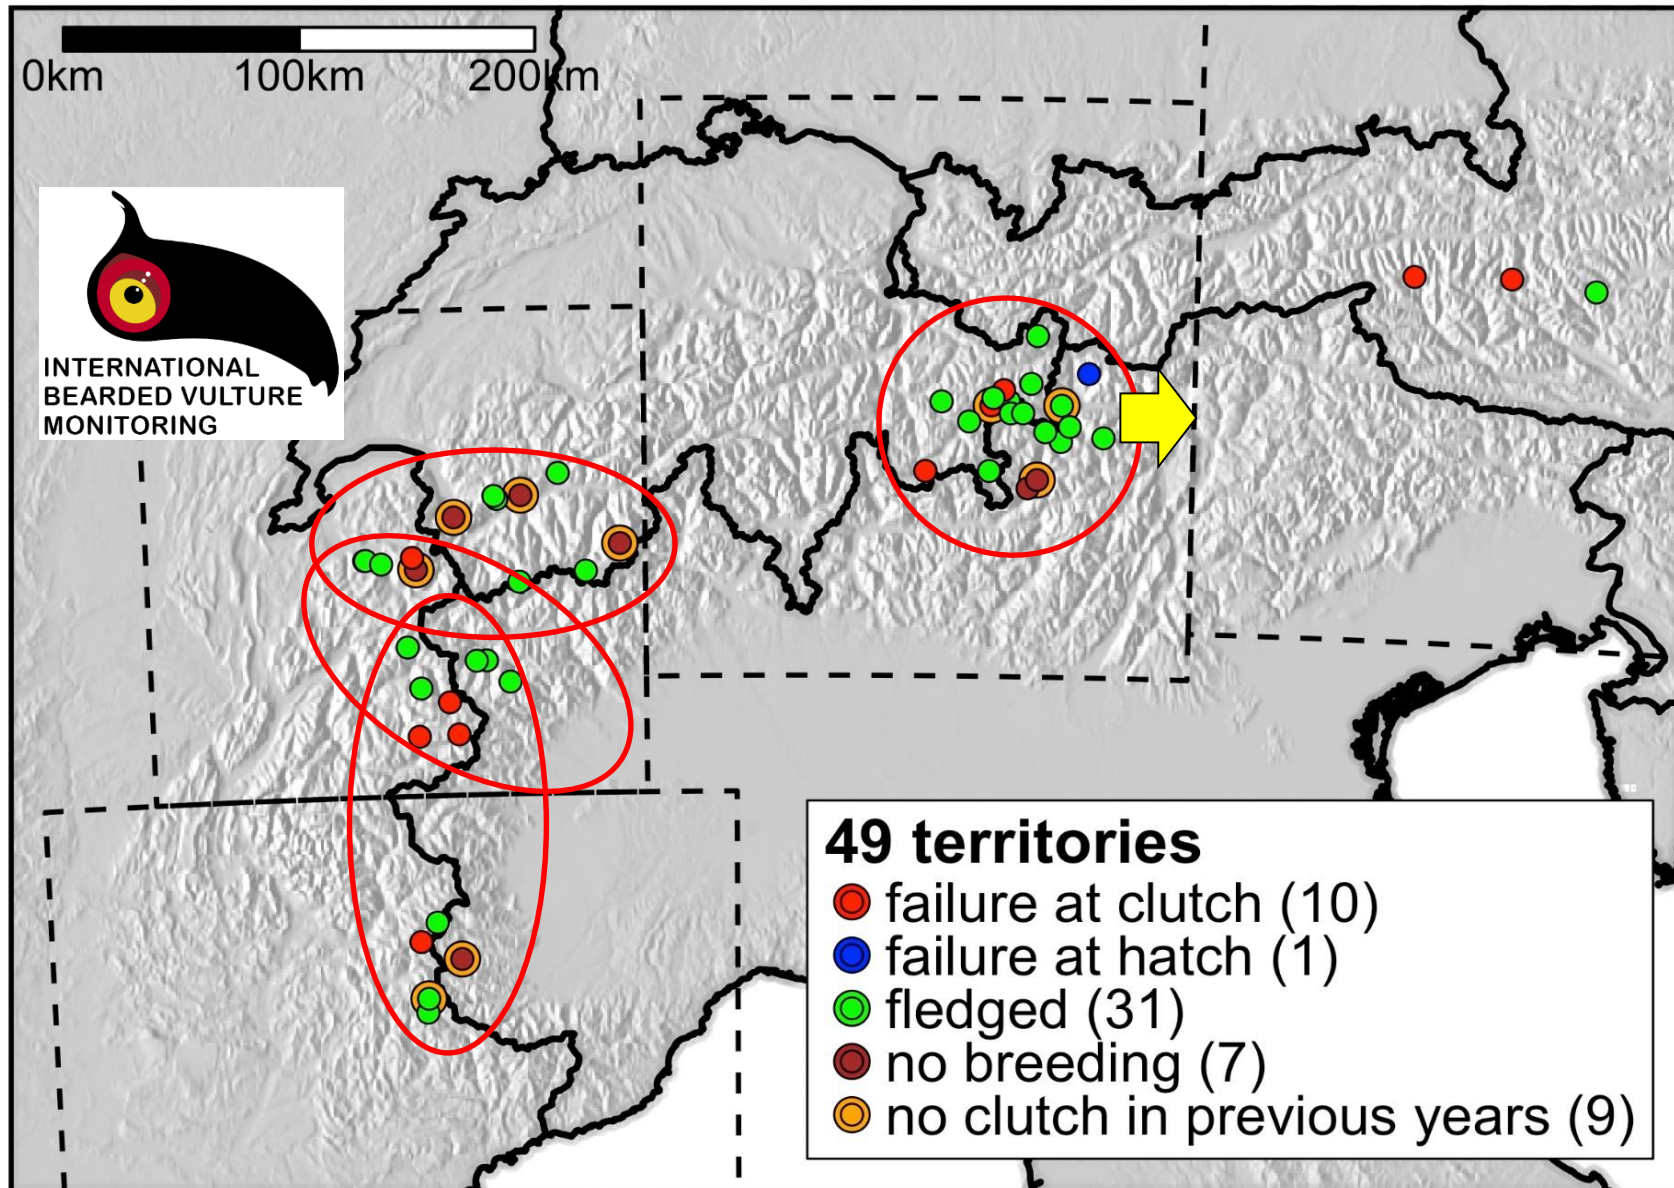 0km 100km 200km
INTERNATIONAL
BEARDED VULTURE
MONITORING
49 territories
failure at clutch (10)
failure at hatch (1)
fledged (31)
no breeding (7)
no clutch in previous years (9)